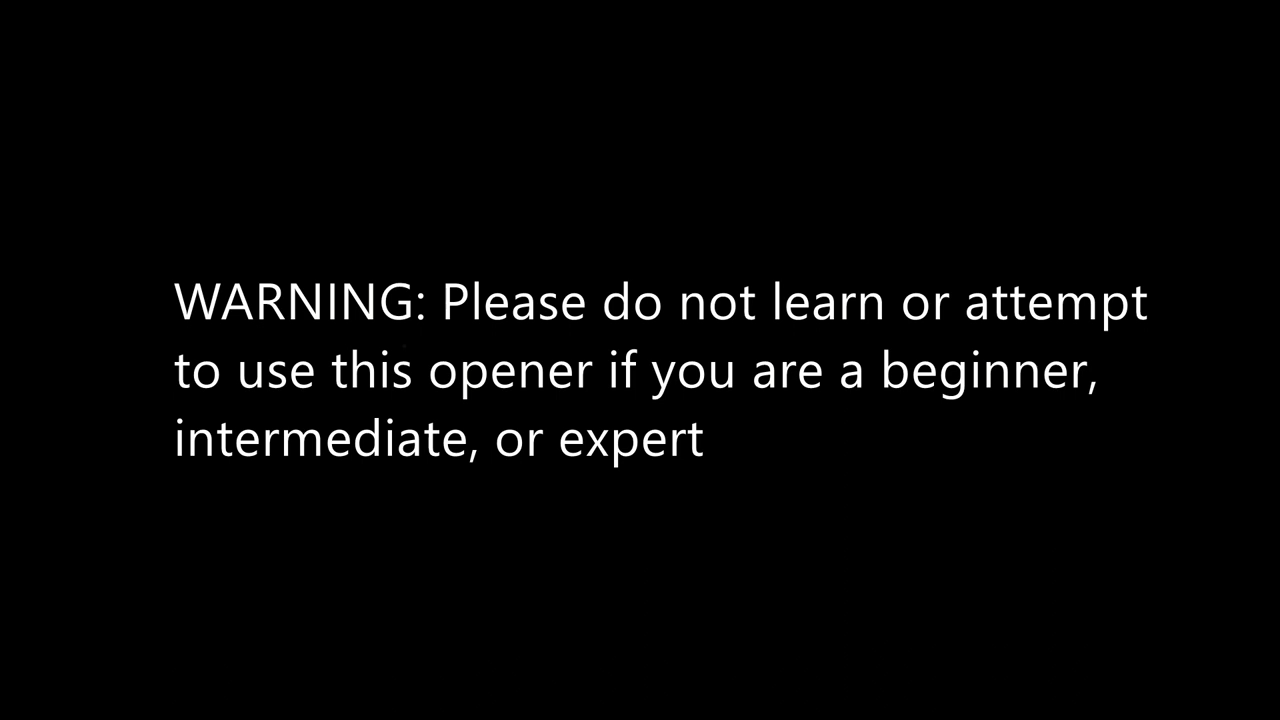 WARNING: Please do not learn or attempt
to use this opener if you are a beginner,
intermediate, or expert